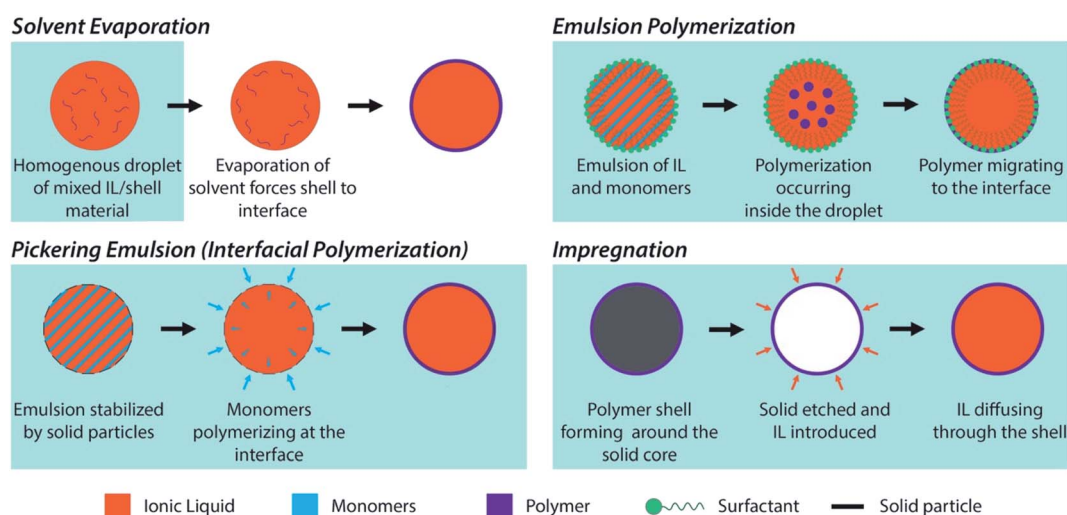 Solvent Evaporation
Homogenous droplet
of mixed IL/shell
material
Evaporation of
solvent forces shell to
interface
Emulsion Polymerization
Emulsion of IL
and monomers
Polymerization
occurring
inside the droplet
Polymer migrating
to the interface
Pickering Emulsion (Interfacial Polymerization)
Emulsion stabilized
by solid particles
Monomers
polymerizing at the
interface
Impregnation
Polymer shell
forming around the
solid core
Solid etched and
IL introduced
IL diffusing
through the shell
Ionic Liquid
Monomers
Polymer
Surfactant
Solid particle